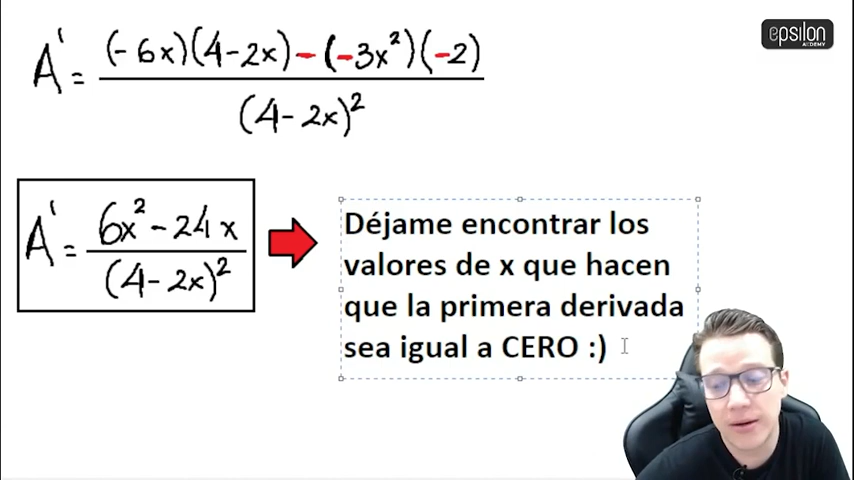 A' = (-6x)(4-2x) - (-3x²)(-2)
(4-2x)²
A' = 6x² - 24x
(4-2x)²
Déjame encontrar los
valores de x que hacen
que la primera derivada
sea igual a CERO :)
epsilon
ACADEMY